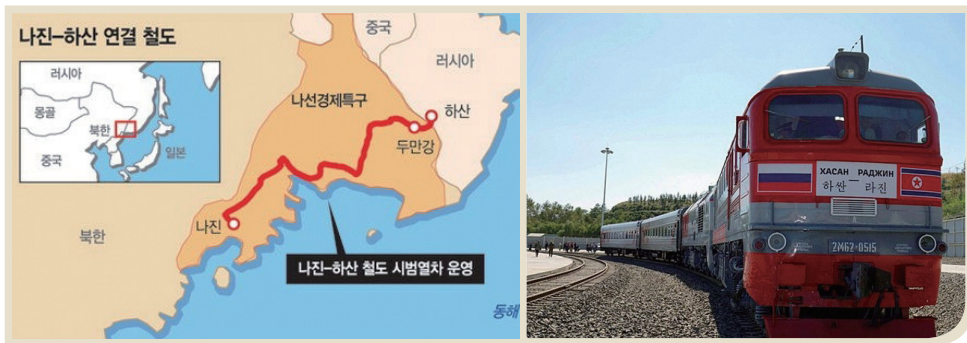 나진-하산 연결 철도
러시아
몽골
북한
중국
일본
중국
러시아
나선경제특구
하산
두만강
나진
북한
나진-하산 철도 시범열차 운영
동해
ХАСАН — РАДЖИН
하싼 라진
2М62-0515